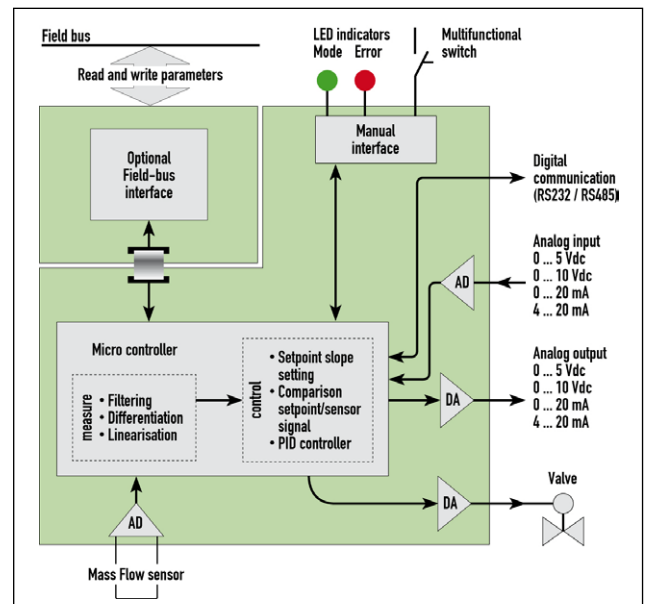 Field bus
Read and write parameters
LED indicators
Mode Error
Multifunctional
switch
Manual
interface
Optional
Field-bus
interface
Digital
communication
(RS232 / RS485)
Analog input
0 ... 5 Vdc
0 ... 10 Vdc
0 ... 20 mA
4 ... 20 mA
AD
Micro controller
measure
• Filtering
• Differentiation
• Linearisation
control
• Setpoint slope
setting
• Comparison
setpoint/sensor
signal
• PID controller
DA
Analog output
0 ... 5 Vdc
0 ... 10 Vdc
0 ... 20 mA
4 ... 20 mA
DA
Valve
AD
Mass Flow sensor